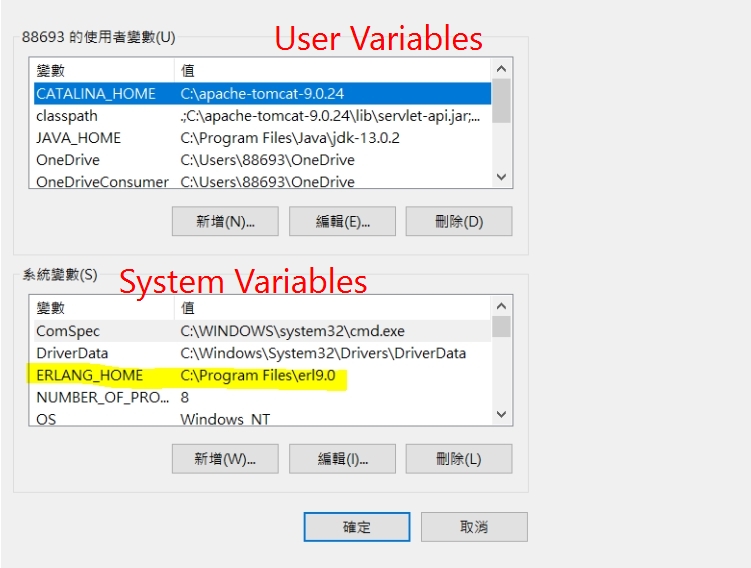 88693 的使用者變數(U)
User Variables
變數 值
CATALINA_HOME C:\apache-tomcat-9.0.24
classpath .;C:\apache-tomcat-9.0.24\lib\servlet-api.jar;...
JAVA_HOME C:\Program Files\Java\jdk-13.0.2
OneDrive C:\Users\88693\OneDrive
OneDriveConsumer C:\Users\88693\OneDrive
新增(N)... 編輯(E)... 刪除(D)
系統變數(S)
System Variables
變數 值
ComSpec C:\WINDOWS\system32\cmd.exe
DriverData C:\Windows\System32\Drivers\DriverData
ERLANG_HOME C:\Program Files\erl9.0
NUMBER_OF_PRO... 8
OS Windows_NT
新增(W)... 編輯(I)... 刪除(L)
確定 取消